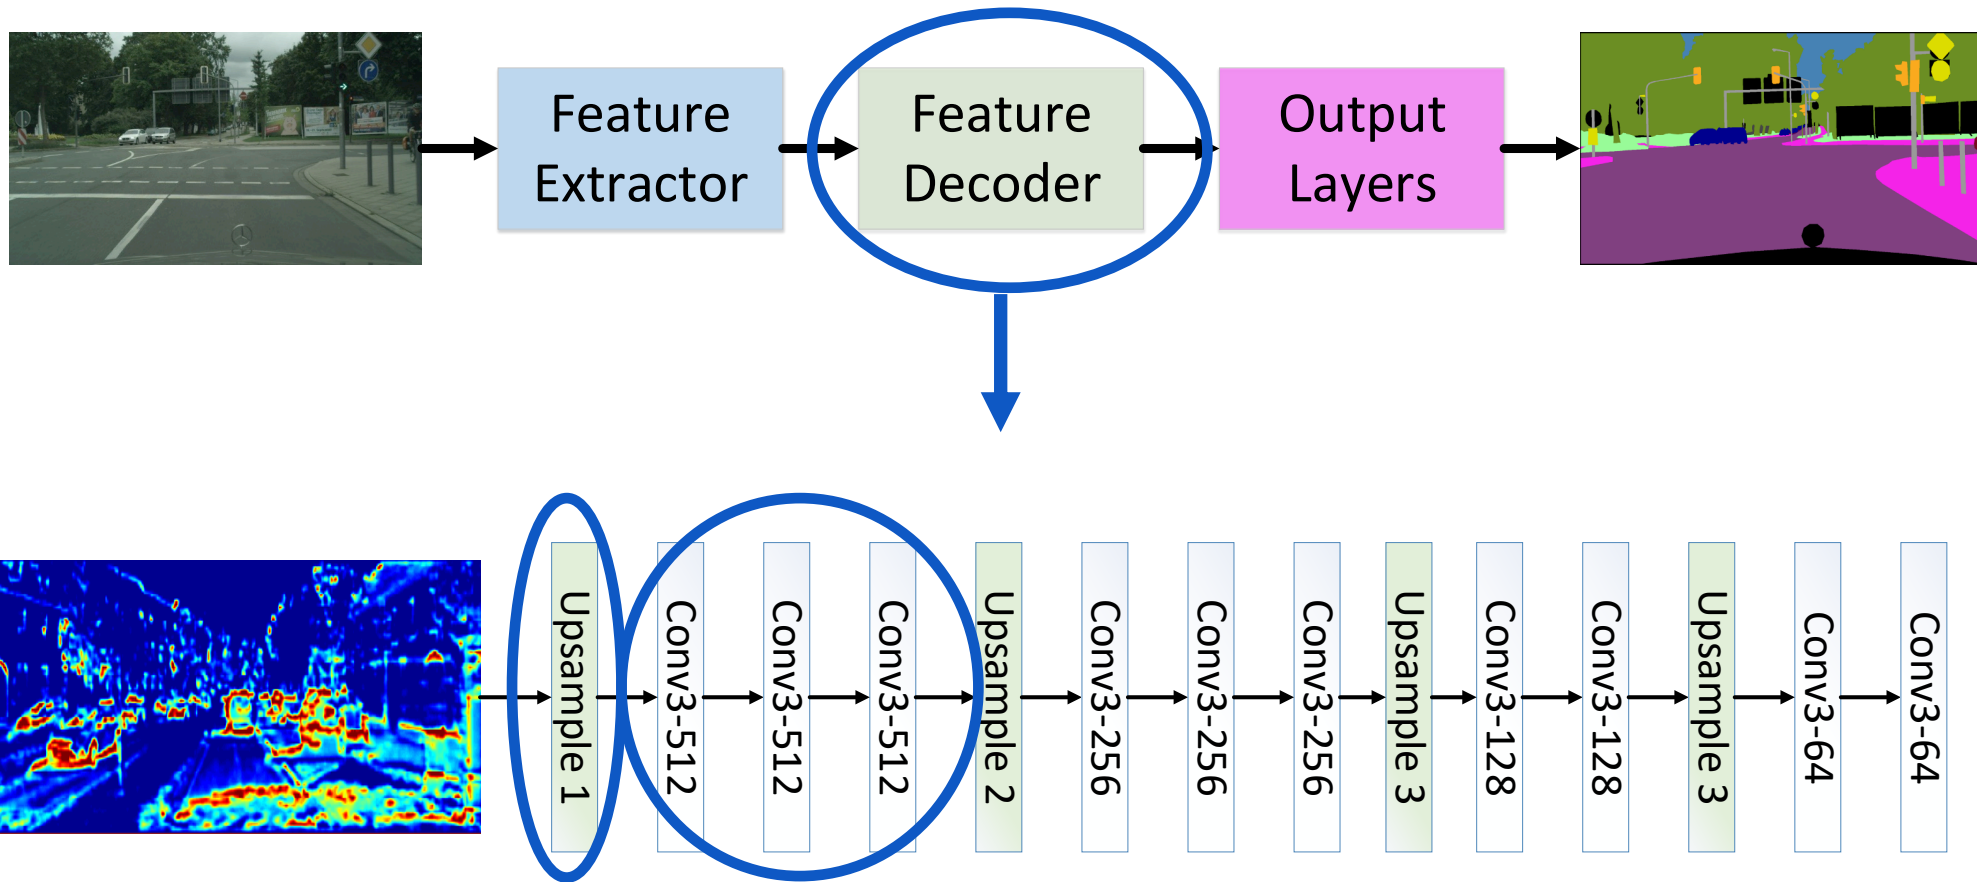 Feature
Extractor
Feature
Decoder
Output
Layers
Upsample 1
Conv3-512
Conv3-512
Conv3-512
Upsample 2
Conv3-256
Conv3-256
Conv3-256
Upsample 3
Conv3-128
Conv3-128
Upsample 3
Conv3-64
Conv3-64